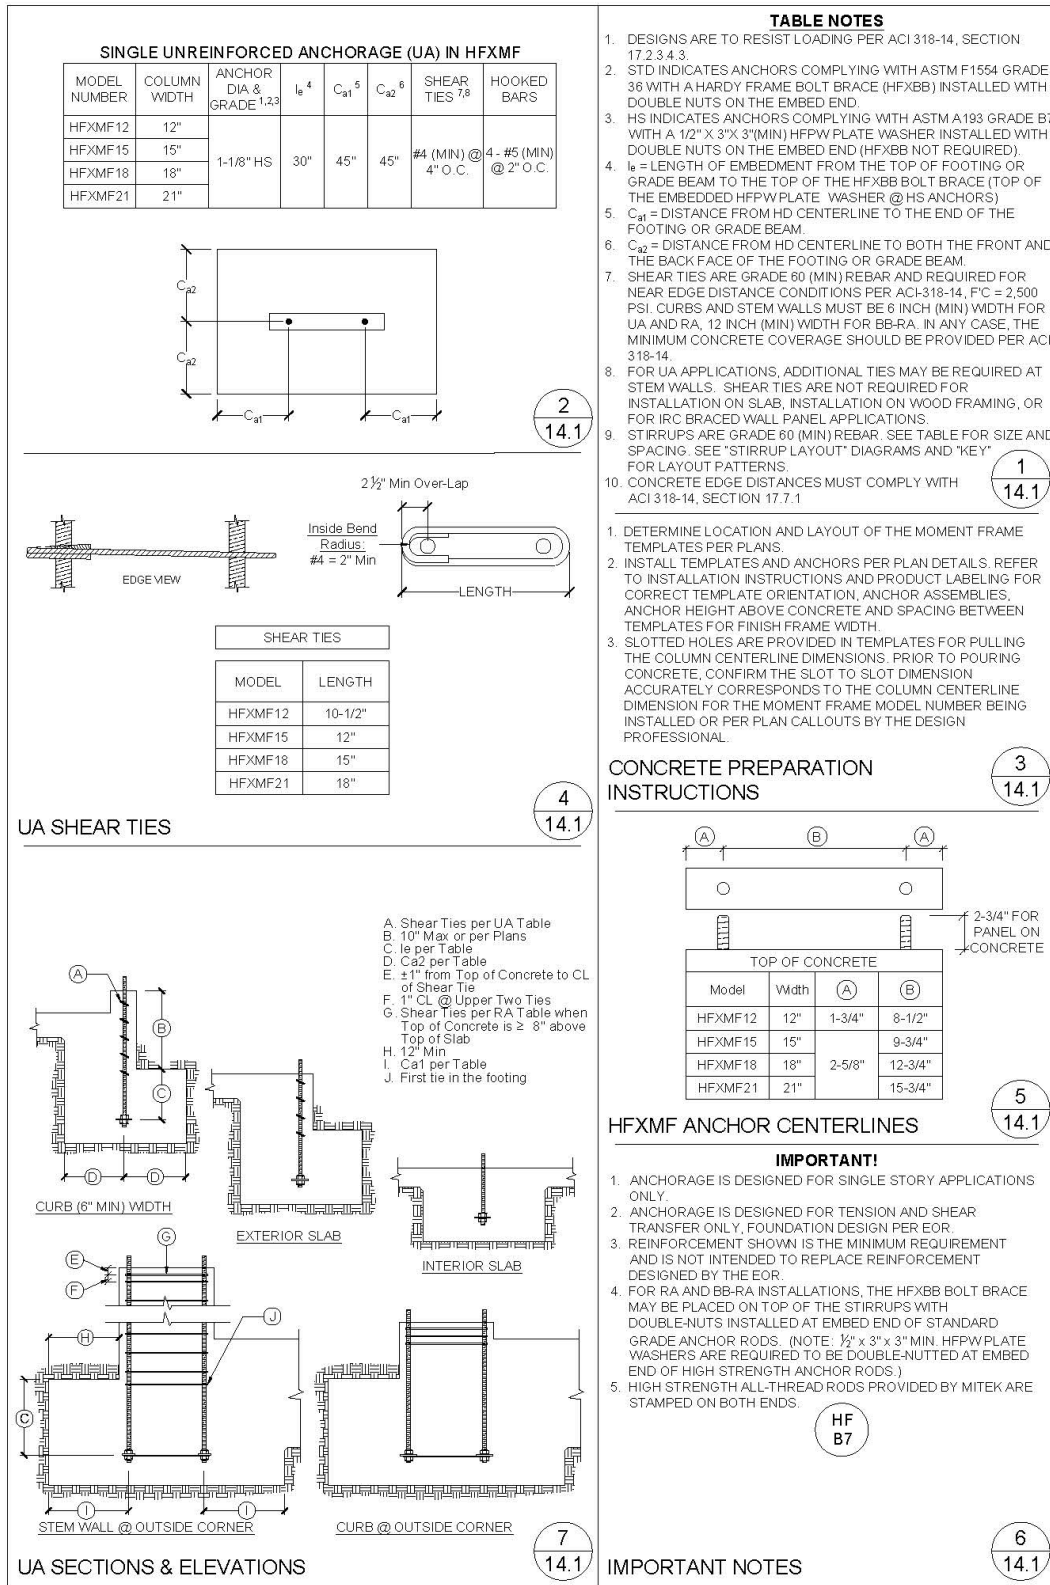 SINGLE UNREINFORCED ANCHORAGE (UA) IN HFXMF
MODEL NUMBER COLUMN WIDTH ANCHOR DIA & GRADE 1,2,3 le 4 Ca1 5 Ca2 6 SHEAR TIES 7,8 HOOKED BARS
HFXMF12 12"
HFXMF15 15"
HFXMF18 18"
HFXMF21 21"
1-1/8" HS 30" 45" 45" #4 (MIN) @ 4" O.C. 4 - #5 (MIN) @ 2" O.C.
Ca2
Ca2
Ca1
Ca1
2
14.1
TABLE NOTES
1. DESIGNS ARE TO RESIST LOADING PER ACI 318-14, SECTION
17.2.3.4.3.
2. STD INDICATES ANCHORS COMPLYING WITH ASTM F1554 GRADE
36 WITH A HARDY FRAME BOLT BRACE (HFXBB) INSTALLED WITH
DOUBLE NUTS ON THE EMBED END.
3. HS INDICATES ANCHORS COMPLYING WITH ASTM A193 GRADE B7
WITH A 1/2" X 3"X 3"(MIN) HFPW PLATE WASHER INSTALLED WITH
DOUBLE NUTS ON THE EMBED END (HFXBB NOT REQUIRED).
4. le = LENGTH OF EMBEDMENT FROM THE TOP OF FOOTING OR
GRADE BEAM TO THE TOP OF THE HFXBB BOLT BRACE (TOP OF
THE EMBEDDED HFPW PLATE WASHER @ HS ANCHORS)
5. Ca1 = DISTANCE FROM HD CENTERLINE TO THE END OF THE
FOOTING OR GRADE BEAM.
6. Ca2 = DISTANCE FROM HD CENTERLINE TO BOTH THE FRONT AND
THE BACK FACE OF THE FOOTING OR GRADE BEAM.
7. SHEAR TIES ARE GRADE 60 (MIN) REBAR AND REQUIRED FOR
NEAR EDGE DISTANCE CONDITIONS PER ACI-318-14, F'C = 2,500
PSI. CURBS AND STEM WALLS MUST BE 6 INCH (MIN) WIDTH FOR
UA AND RA, 12 INCH (MIN) WIDTH FOR BB-RA. IN ANY CASE, THE
MINIMUM CONCRETE COVERAGE SHOULD BE PROVIDED PER ACI
318-14.
8. FOR UA APPLICATIONS, ADDITIONAL TIES MAY BE REQUIRED AT
STEM WALLS. SHEAR TIES ARE NOT REQUIRED FOR
INSTALLATION ON SLAB, INSTALLATION ON WOOD FRAMING, OR
FOR IRC BRACED WALL PANEL APPLICATIONS.
9. STIRRUPS ARE GRADE 60 (MIN) REBAR. SEE TABLE FOR SIZE AND
SPACING. SEE "STIRRUP LAYOUT" DIAGRAMS AND "KEY"
FOR LAYOUT PATTERNS.
10. CONCRETE EDGE DISTANCES MUST COMPLY WITH
ACI 318-14, SECTION 17.7.1
1
14.1
2 ½" Min Over-Lap
Inside Bend
Radius:
#4 = 2" Min
EDGE VIEW
LENGTH
SHEAR TIES
MODEL LENGTH
HFXMF12 10-1/2"
HFXMF15 12"
HFXMF18 15"
HFXMF21 18"
UA SHEAR TIES
4
14.1
1. DETERMINE LOCATION AND LAYOUT OF THE MOMENT FRAME
TEMPLATES PER PLANS.
2. INSTALL TEMPLATES AND ANCHORS PER PLAN DETAILS. REFER
TO INSTALLATION INSTRUCTIONS AND PRODUCT LABELING FOR
CORRECT TEMPLATE ORIENTATION, ANCHOR ASSEMBLIES,
ANCHOR HEIGHT ABOVE CONCRETE AND SPACING BETWEEN
TEMPLATES FOR FINISH FRAME WIDTH.
3. SLOTTED HOLES ARE PROVIDED IN TEMPLATES FOR PULLING
THE COLUMN CENTERLINE DIMENSIONS. PRIOR TO POURING
CONCRETE, CONFIRM THE SLOT TO SLOT DIMENSION
ACCURATELY CORRESPONDS TO THE COLUMN CENTERLINE
DIMENSION FOR THE MOMENT FRAME MODEL NUMBER BEING
INSTALLED OR PER PLAN CALLOUTS BY THE DESIGN
PROFESSIONAL.
CONCRETE PREPARATION
INSTRUCTIONS
3
14.1
A B A
2-3/4" FOR
PANEL ON
CONCRETE
TOP OF CONCRETE
Model Width A B
HFXMF12 12" 1-3/4" 8-1/2"
HFXMF15 15" 9-3/4"
HFXMF18 18" 2-5/8" 12-3/4"
HFXMF21 21" 15-3/4"
HFXMF ANCHOR CENTERLINES
5
14.1
A. Shear Ties per UA Table
B. 10" Max or per Plans
C. le per Table
D. Ca2 per Table
E. ±1" from Top of Concrete to CL
of Shear Tie
F. 1" CL @ Upper Two Ties
G. Shear Ties per RA Table when
Top of Concrete is ≥ 8" above
Top of Slab
H. 12" Min
I. Ca1 per Table
J. First tie in the footing
A
B
C
D D
CURB (6" MIN) WIDTH
EXTERIOR SLAB
INTERIOR SLAB
G
E
F
J
H
C
I I
STEM WALL @ OUTSIDE CORNER
CURB @ OUTSIDE CORNER
UA SECTIONS & ELEVATIONS
7
14.1
IMPORTANT!
1. ANCHORAGE IS DESIGNED FOR SINGLE STORY APPLICATIONS
ONLY.
2. ANCHORAGE IS DESIGNED FOR TENSION AND SHEAR
TRANSFER ONLY, FOUNDATION DESIGN PER EOR.
3. REINFORCEMENT SHOWN IS THE MINIMUM REQUIREMENT
AND IS NOT INTENDED TO REPLACE REINFORCEMENT
DESIGNED BY THE EOR.
4. FOR RA AND BB-RA INSTALLATIONS, THE HFXBB BOLT BRACE
MAY BE PLACED ON TOP OF THE STIRRUPS WITH
DOUBLE-NUTS INSTALLED AT EMBED END OF STANDARD
GRADE ANCHOR RODS. (NOTE: ½" x 3" x 3" MIN. HFPW PLATE
WASHERS ARE REQUIRED TO BE DOUBLE-NUTTED AT EMBED
END OF HIGH STRENGTH ANCHOR RODS.)
5. HIGH STRENGTH ALL-THREAD RODS PROVIDED BY MITEK ARE
STAMPED ON BOTH ENDS.
HF
B7
IMPORTANT NOTES
6
14.1